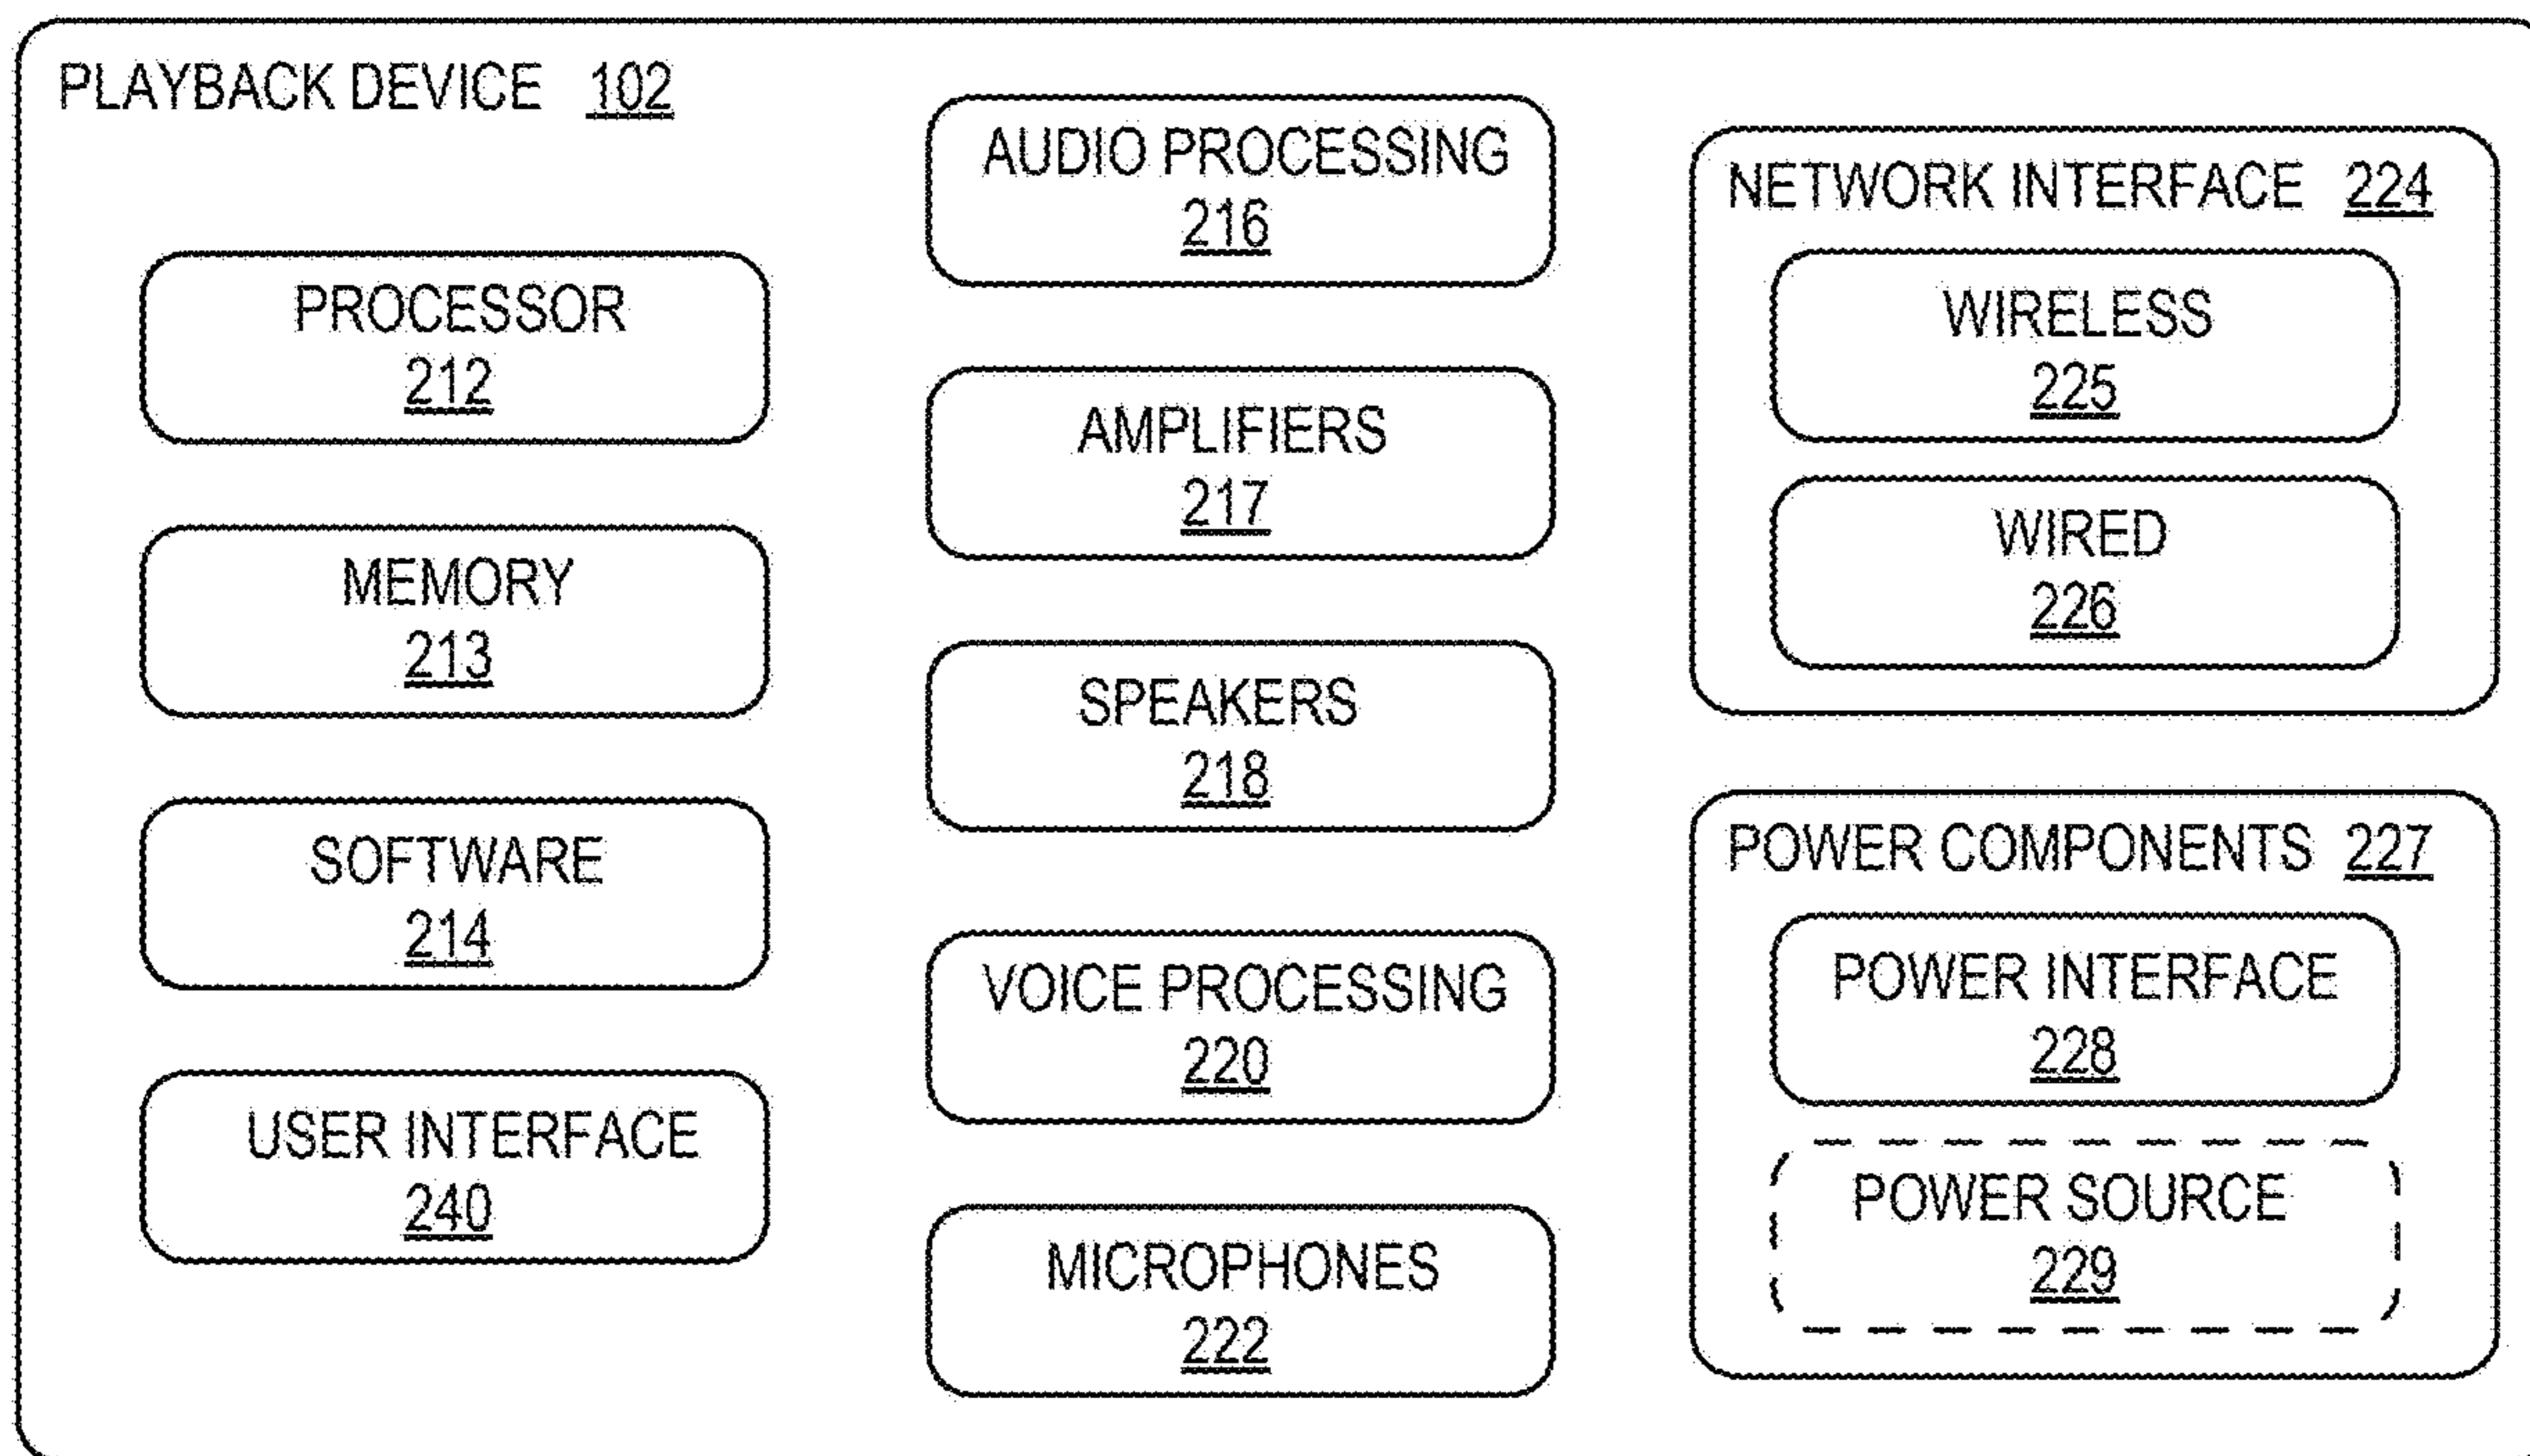 PLAYBACK DEVICE 102
PROCESSOR
212
MEMORY
213
SOFTWARE
214
USER INTERFACE
240
AUDIO PROCESSING
216
AMPLIFIERS
217
SPEAKERS
218
VOICE PROCESSING
220
MICROPHONES
222
NETWORK INTERFACE 224
WIRELESS
225
WIRED
226
POWER COMPONENTS 227
POWER INTERFACE
228
POWER SOURCE
229